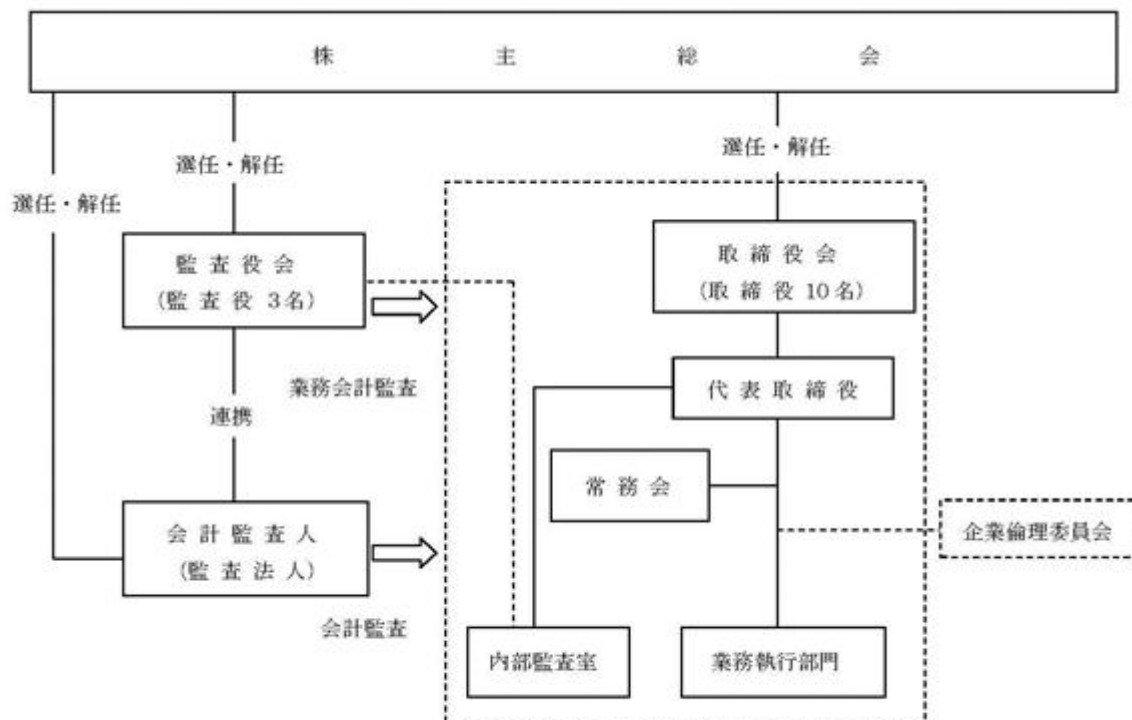 株主総会
選任・解任
選任・解任
選任・解任
監査役会
(監査役 3名)
取締役会
(取締役 10名)
業務会計監査
代表取締役
連携
常務会
会計監査人
(監査法人)
企業倫理委員会
会計監査
内部監査室
業務執行部門